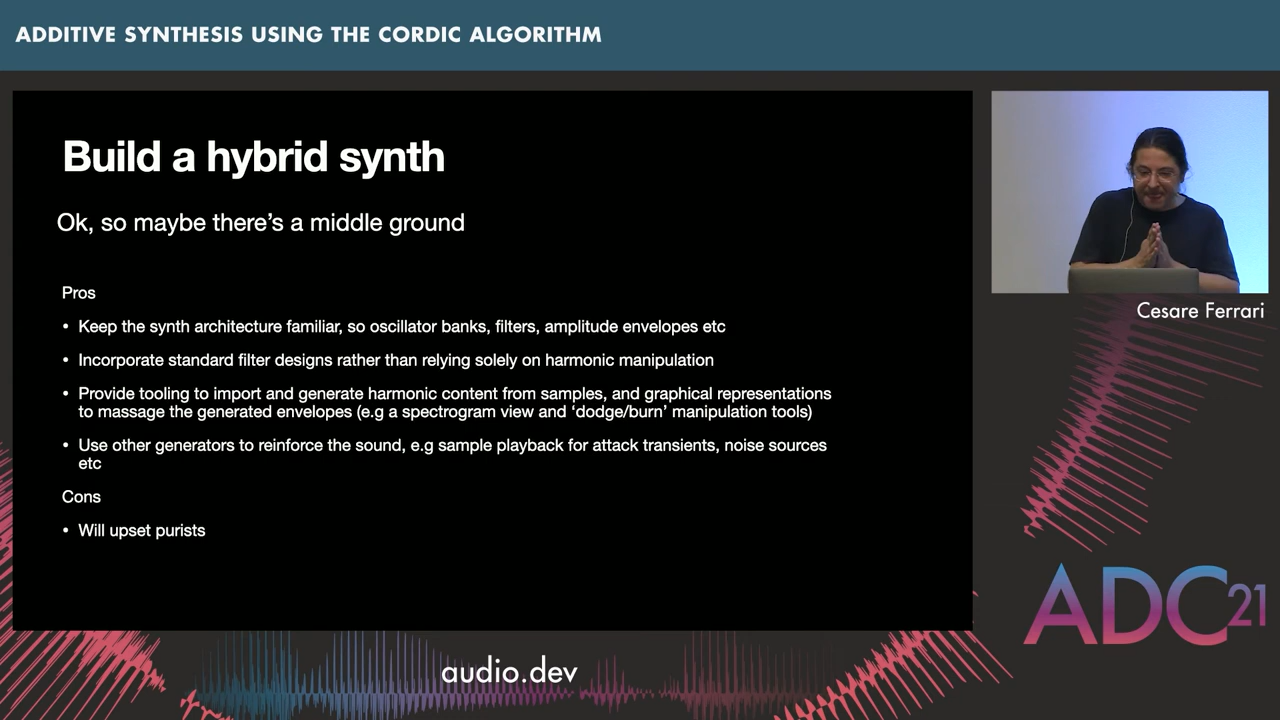 ADDITIVE SYNTHESIS USING THE CORDIC ALGORITHM
Build a hybrid synth
Ok, so maybe there's a middle ground
Pros
• Keep the synth architecture familiar, so oscillator banks, filters, amplitude envelopes etc
• Incorporate standard filter designs rather than relying solely on harmonic manipulation
• Provide tooling to import and generate harmonic content from samples, and graphical representations
to massage the generated envelopes (e.g a spectrogram view and ‘dodge/burn’ manipulation tools)
• Use other generators to reinforce the sound, e.g sample playback for attack transients, noise sources
etc
Cons
• Will upset purists
Cesare Ferrari
ADC21
audio.dev